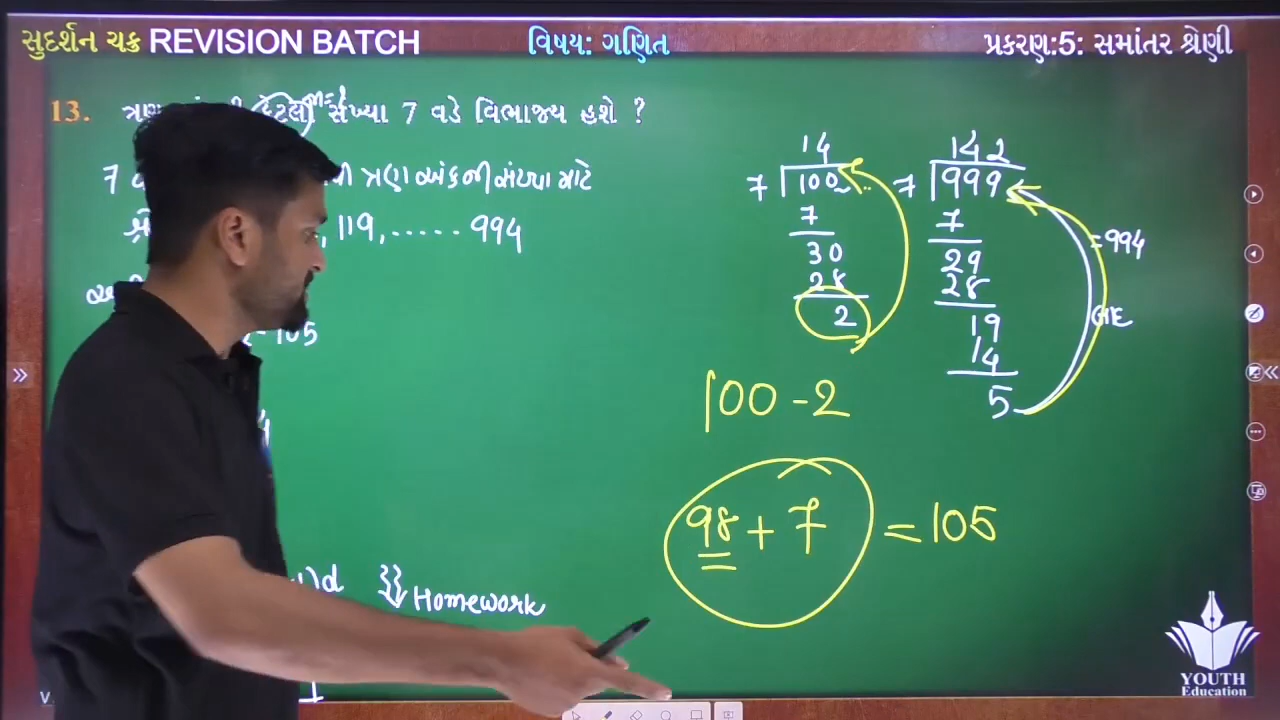 સુદર્શન ચક્ર REVISION BATCH
વિષય: ગણિત
પ્રકરણ:5: સમાંતર શ્રેણી
13. સંખ્યા 7 વડે વિભાજ્ય હશે ?
7 ત્રણ અંકની સંખ્યા માટે
, 119, ...... 994
105
14
7 100
7
30
28
2
142
7 999
7
29
28
19
14
5
=994
બાદ
100 - 2
98 + 7 = 105
d Homework
YOUTH
Education